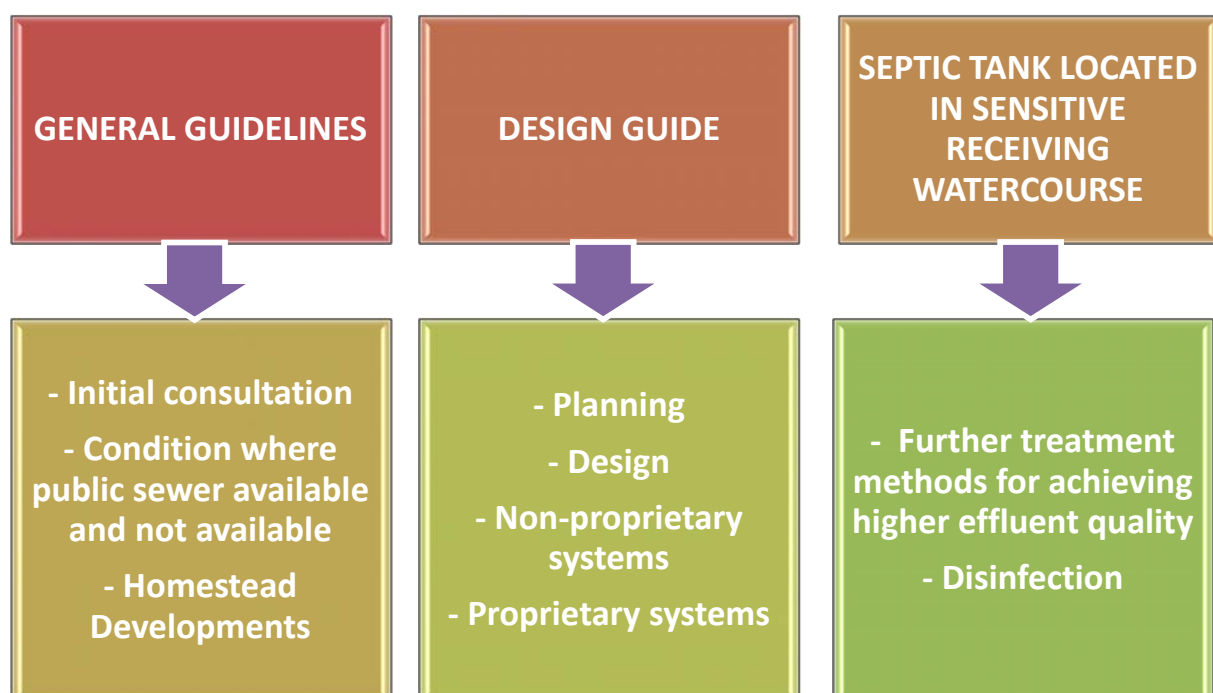 GENERAL GUIDELINES
DESIGN GUIDE
SEPTIC TANK LOCATED
IN SENSITIVE
RECEIVING
WATERCOURSE
- Initial consultation
- Condition where
public sewer available
and not available
- Homestead
Developments
- Planning
- Design
- Non-proprietary
systems
- Proprietary systems
- Further treatment
methods for achieving
higher effluent quality
- Disinfection